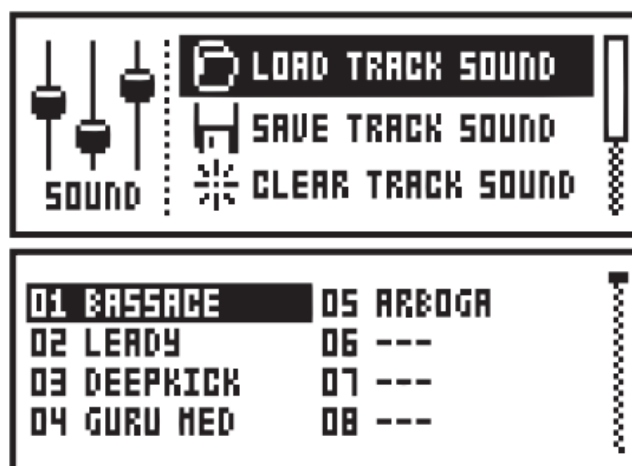 LOAD TRACK SOUND
SAVE TRACK SOUND
CLEAR TRACK SOUND
SOUND
01 BASSACE
02 LEADY
03 DEEPKICK
04 GURU MED
05 ARBOGA
06 ---
07 ---
08 ---